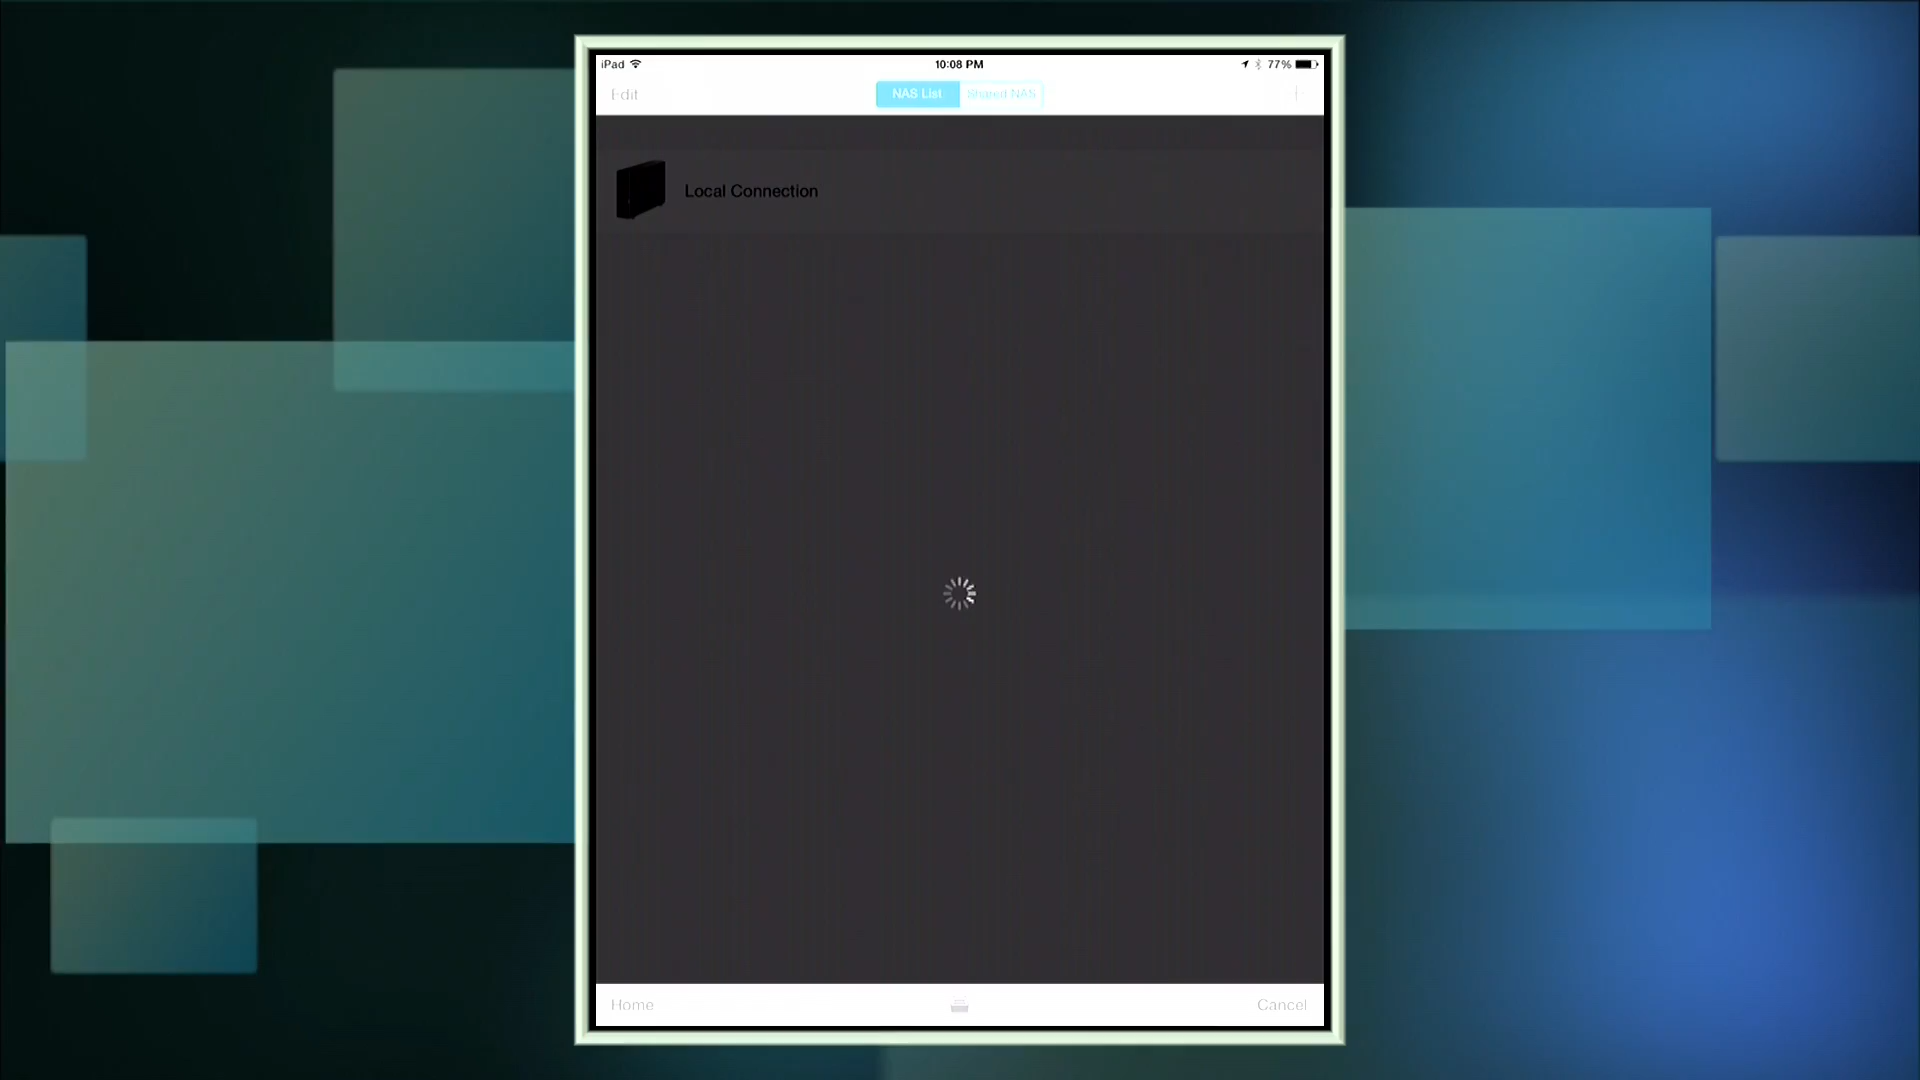 iPad 10:08 PM 77%
Edit NAS List Shared NAS
Local Connection
Home Cancel